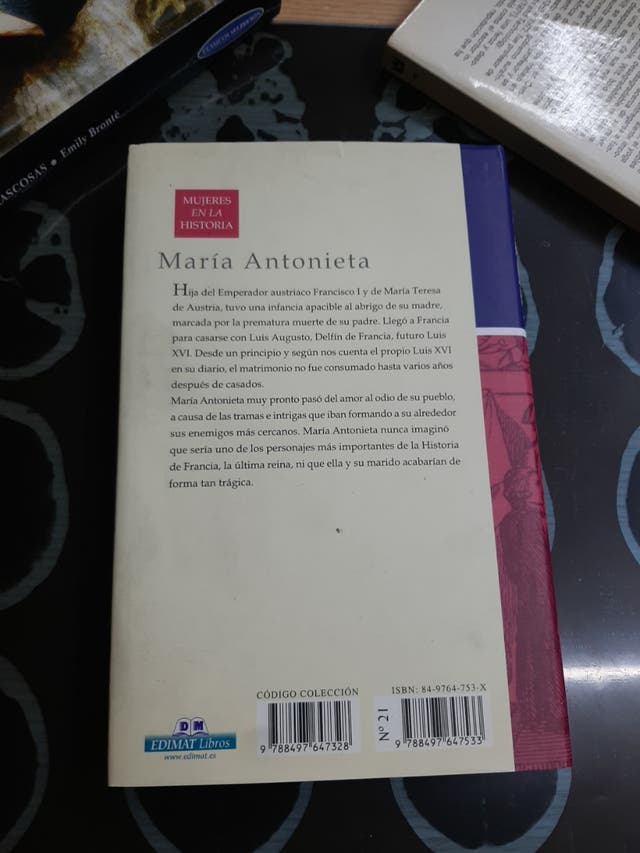 CLÁSICOS SELECCIÓN
ASCOSAS • Emily Brontë
MUJERES
EN LA
HISTORIA
María Antonieta
Hija del Emperador austriaco Francisco I y de María Teresa
de Austria, tuvo una infancia apacible al abrigo de su madre,
marcada por la prematura muerte de su padre. Llegó a Francia
para casarse con Luis Augusto, Delfín de Francia, futuro Luis
XVI. Desde un principio y según nos cuenta el propio Luis XVI
en su diario, el matrimonio no fue consumado hasta varios años
después de casados.
María Antonieta muy pronto pasó del amor al odio de su pueblo,
a causa de las tramas e intrigas que iban formando a su alrededor
sus enemigos más cercanos. María Antonieta nunca imaginó
que sería uno de los personajes más importantes de la Historia
de Francia, la última reina, ni que ella y su marido acabarían de
forma tan trágica.
CÓDIGO COLECCIÓN
9 788497 647328
ISBN: 84-9764-753-X
Nº 21
9 788497 647533
DM
EDIMAT Libros
www.edimat.es